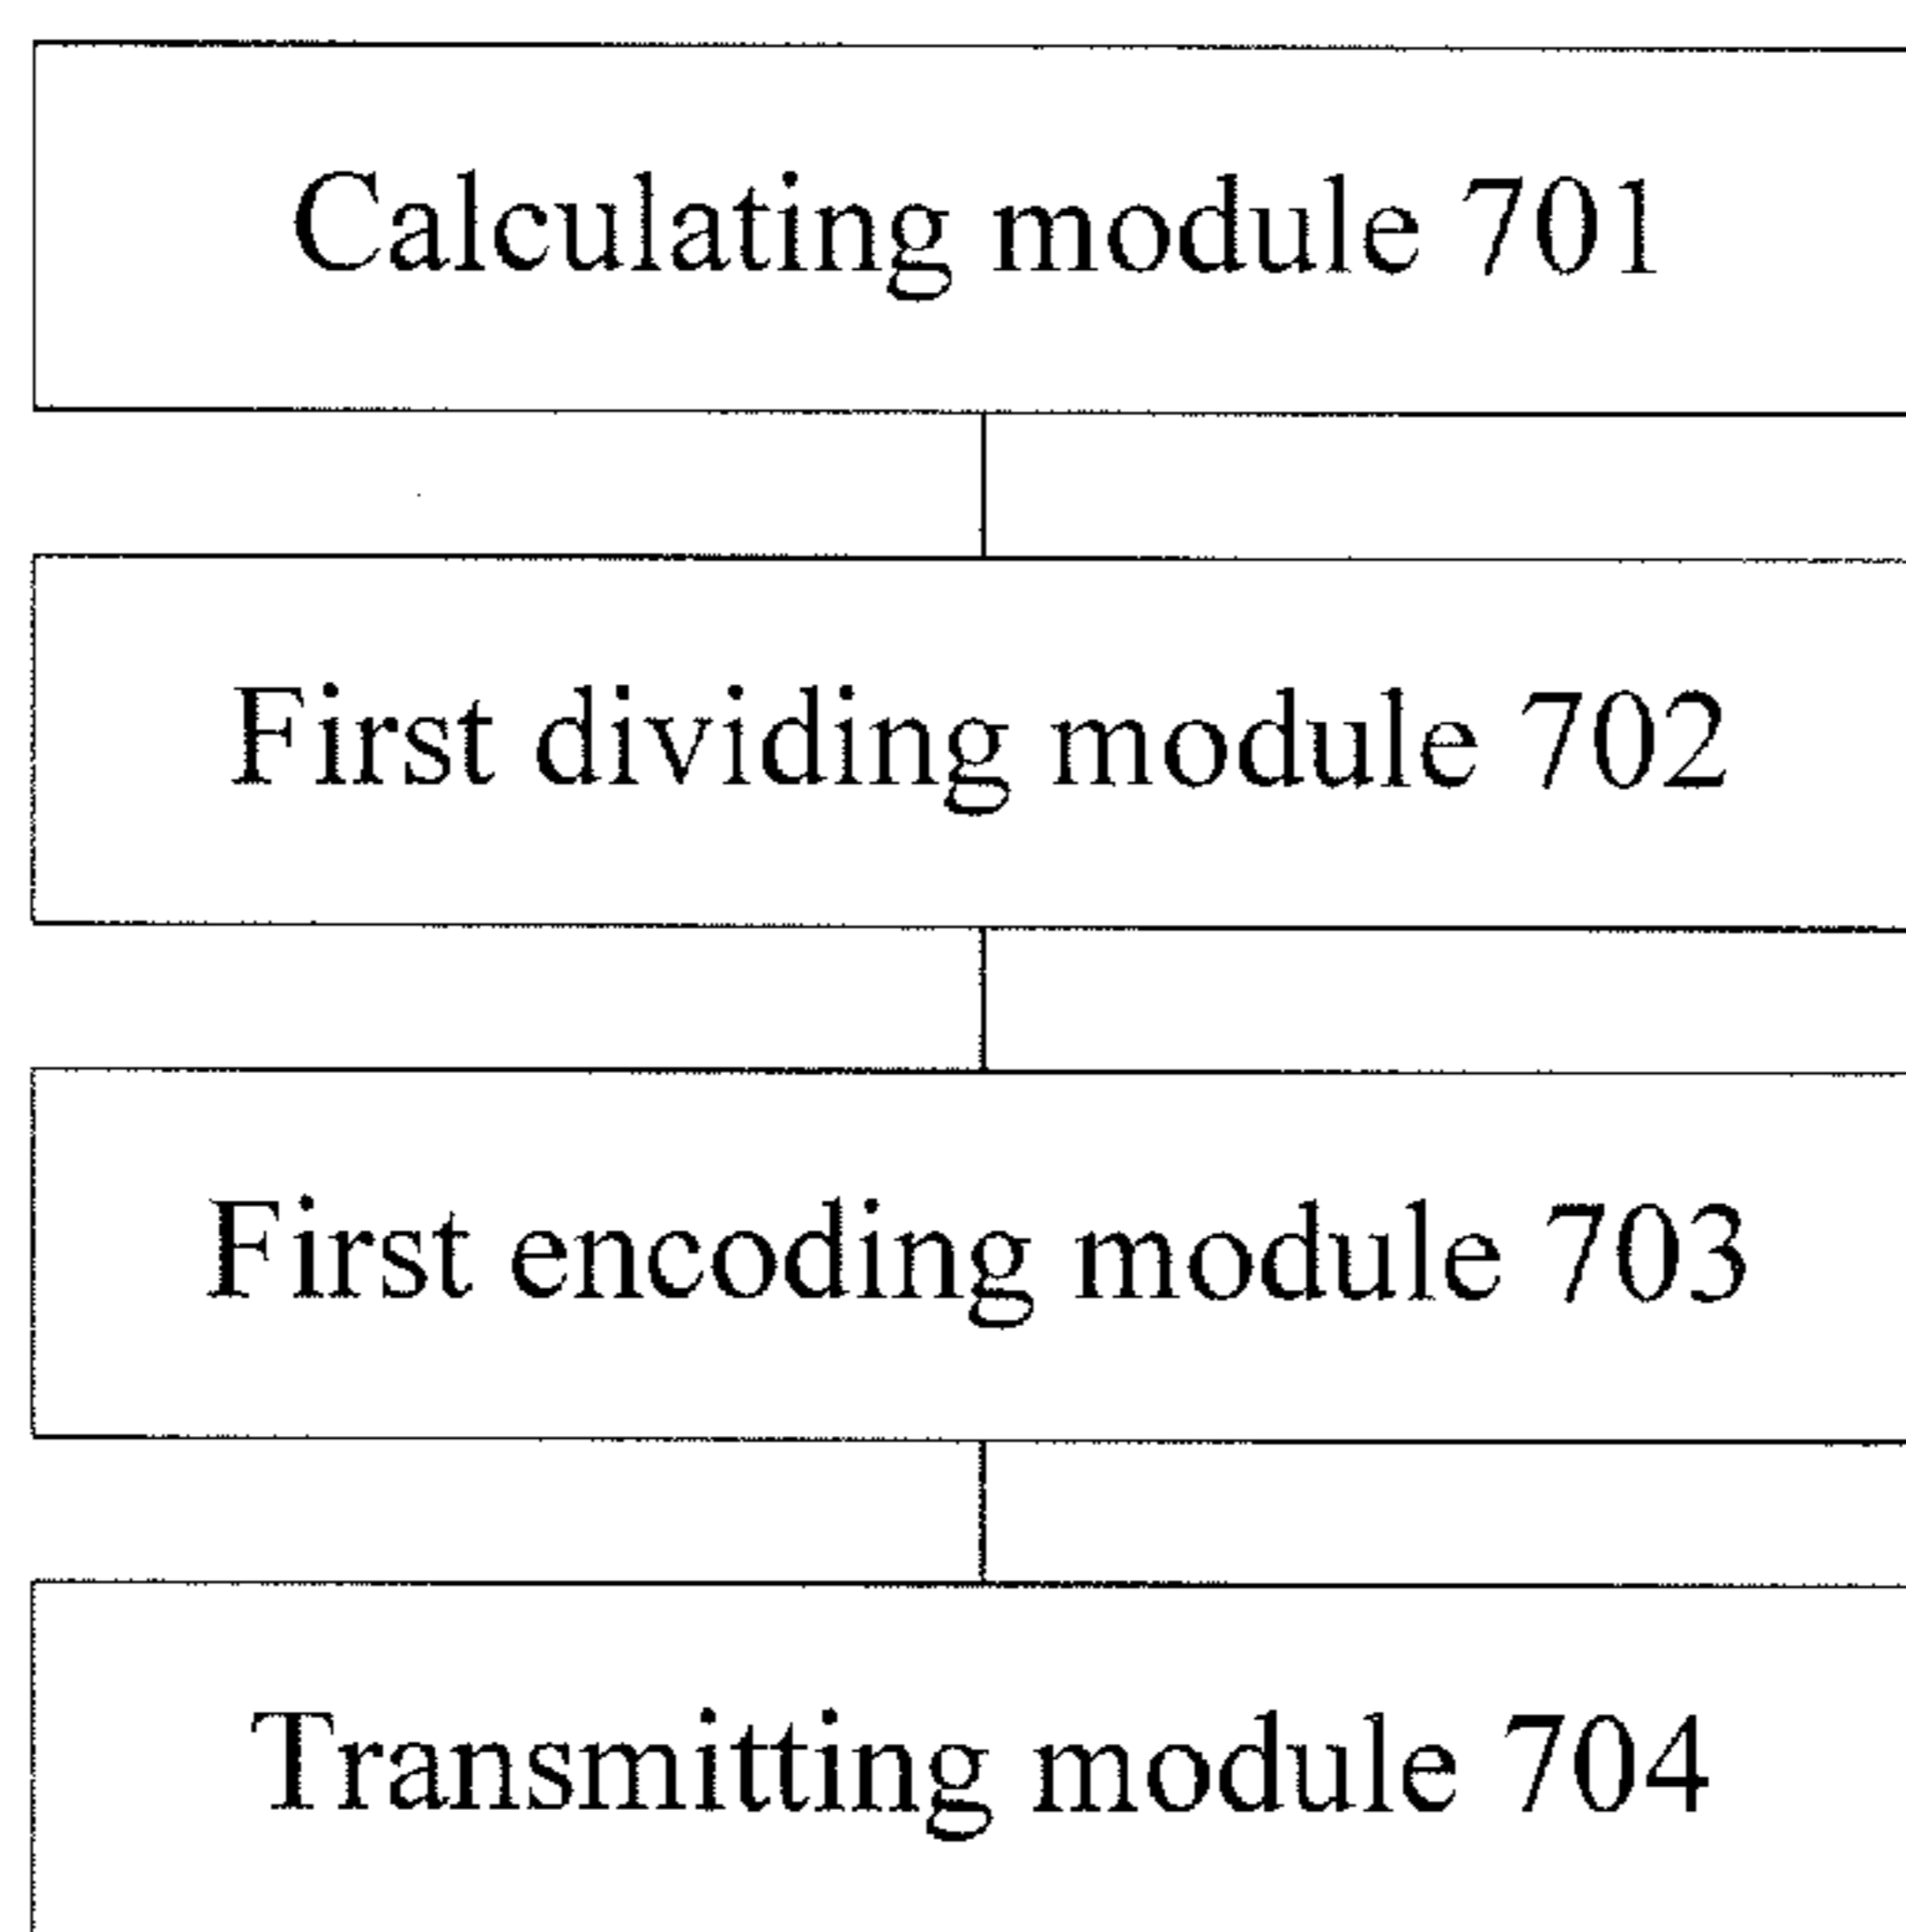 Calculating module 701
First dividing module 702
First encoding module 703
Transmitting module 704